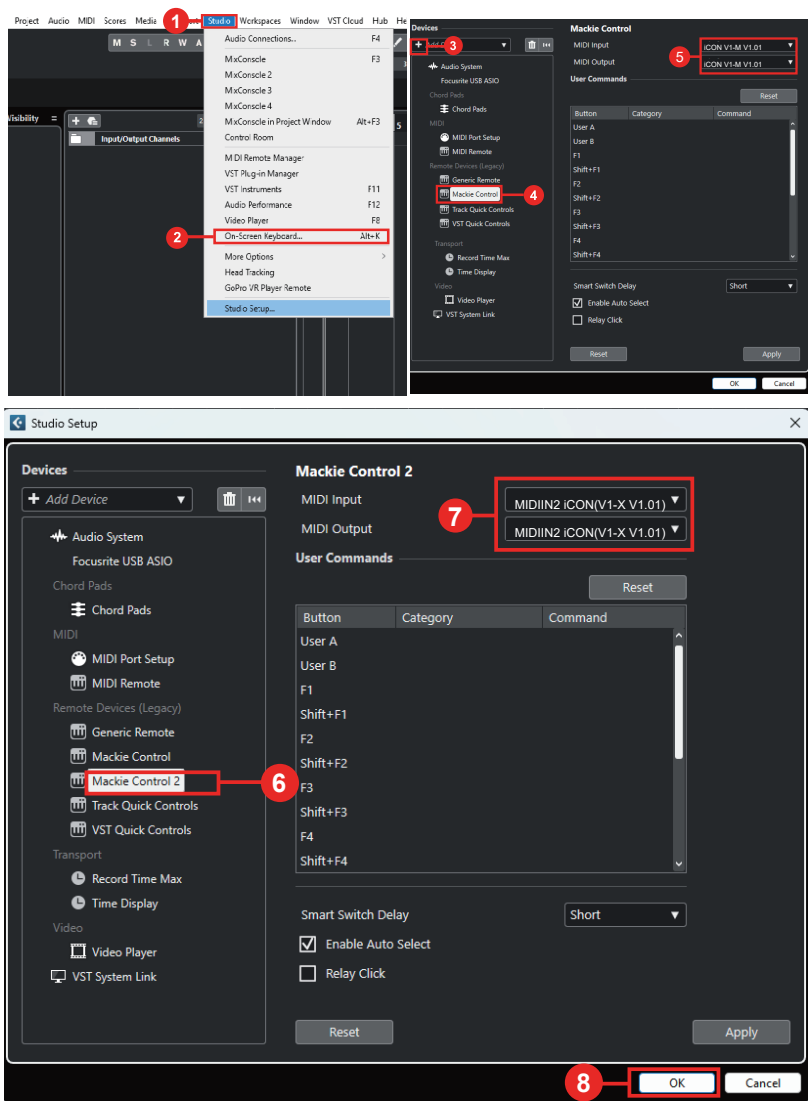 Project Audio MIDI Scores Media Studio Workspaces Window VST Cloud Hub He
1
M S L R W A
Visibility
Input/Output Channels
Audio Connections... F4
MixConsole F3
MixConsole 2
MixConsole 3
MixConsole 4
MixConsole in Project Window Alt+F3
Control Room
MIDI Remote Manager
VST Plug-in Manager
VST Instruments F11
Audio Performance F12
Video Player F8
2
On-Screen Keyboard... Alt+K
More Options
Head Tracking
GoPro VR Player Remote
Studio Setup...
Devices
3
Audio System
Focusrite USB ASIO
Chord Pads
Chord Pads
MIDI
MIDI Port Setup
MIDI Remote
Remote Devices (Legacy)
Generic Remote
Mackie Control
4
Track Quick Controls
VST Quick Controls
Transport
Record Time Max
Time Display
Video
Video Player
VST System Link
Mackie Control
MIDI Input iCON V1-M V1.01
MIDI Output iCON V1-M V1.01
5
User Commands
Reset
Button Category Command
User A
User B
F1
Shift+F1
F2
Shift+F2
F3
Shift+F3
F4
Shift+F4
Smart Switch Delay Short
Enable Auto Select
Relay Click
Reset Apply
OK Cancel
Studio Setup
Devices
Add Device
Audio System
Focusrite USB ASIO
Chord Pads
Chord Pads
MIDI
MIDI Port Setup
MIDI Remote
Remote Devices (Legacy)
Generic Remote
Mackie Control
Mackie Control 2
6
Track Quick Controls
VST Quick Controls
Transport
Record Time Max
Time Display
Video
Video Player
VST System Link
Mackie Control 2
MIDI Input MIDIIN2 iCON(V1-X V1.01)
7
MIDI Output MIDIIN2 iCON(V1-X V1.01)
User Commands
Reset
Button Category Command
User A
User B
F1
Shift+F1
F2
Shift+F2
F3
Shift+F3
F4
Shift+F4
Smart Switch Delay Short
Enable Auto Select
Relay Click
Reset Apply
8
OK Cancel